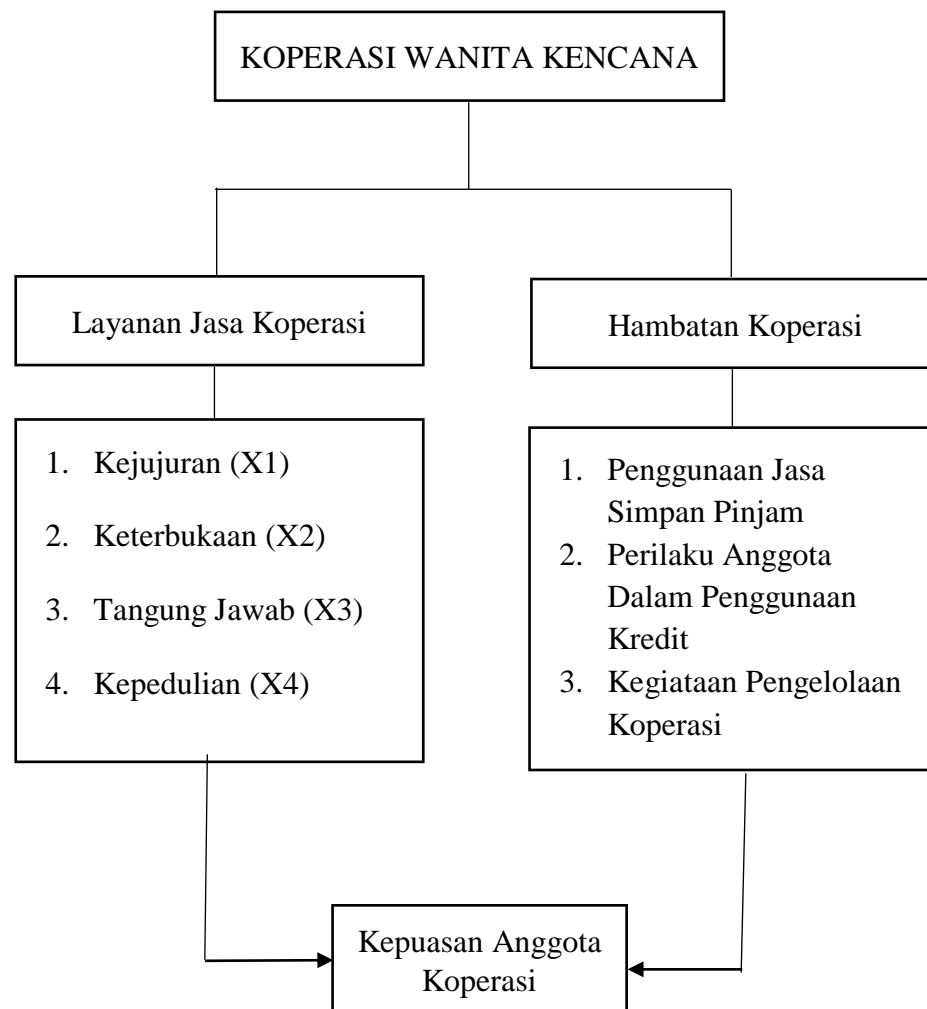 KOPERASI WANITA KENCANA
Layanan Jasa Koperasi
Hambatan Koperasi
1. Kejujuran (X1)
2. Keterbukaan (X2)
3. Tangung Jawab (X3)
4. Kepedulian (X4)
1. Penggunaan Jasa
Simpan Pinjam
2. Perilaku Anggota
Dalam Penggunaan
Kredit
3. Kegiataan Pengelolaan
Koperasi
Kepuasan Anggota
Koperasi